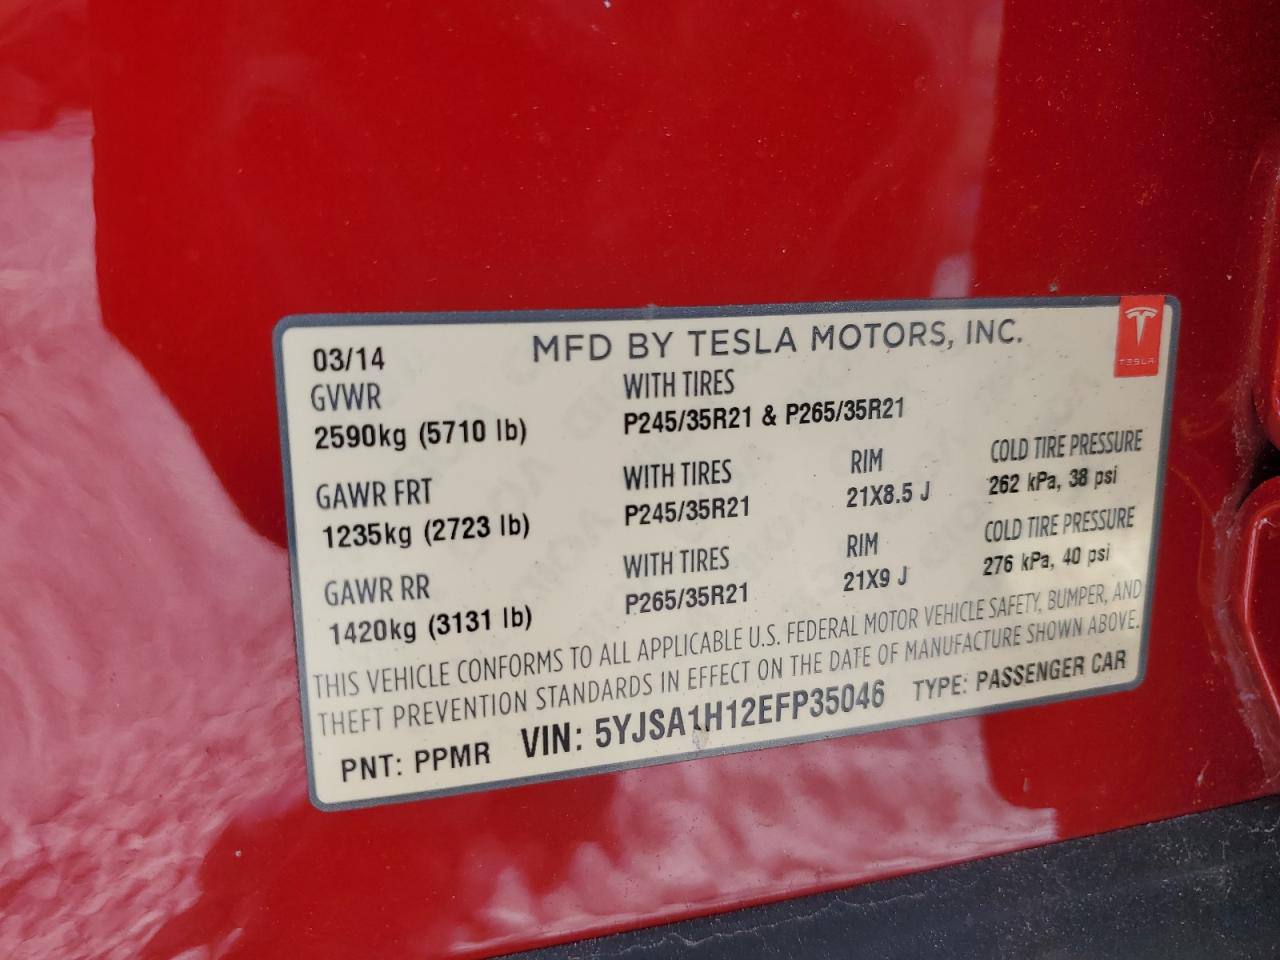 03/14 MFD BY TESLA MOTORS, INC.
TESLA
GVWR WITH TIRES
2590kg (5710 lb) P245/35R21 & P265/35R21
GAWR FRT WITH TIRES RIM COLD TIRE PRESSURE
1235kg (2723 lb) P245/35R21 21X8.5 J 262 kPa, 38 psi
GAWR RR WITH TIRES RIM COLD TIRE PRESSURE
1420kg (3131 lb) P265/35R21 21X9 J 276 kPa, 40 psi
THIS VEHICLE CONFORMS TO ALL APPLICABLE U.S. FEDERAL MOTOR VEHICLE SAFETY, BUMPER, AND
THEFT PREVENTION STANDARDS IN EFFECT ON THE DATE OF MANUFACTURE SHOWN ABOVE.
PNT: PPMR VIN: 5YJSA1H12EFP35046 TYPE: PASSENGER CAR